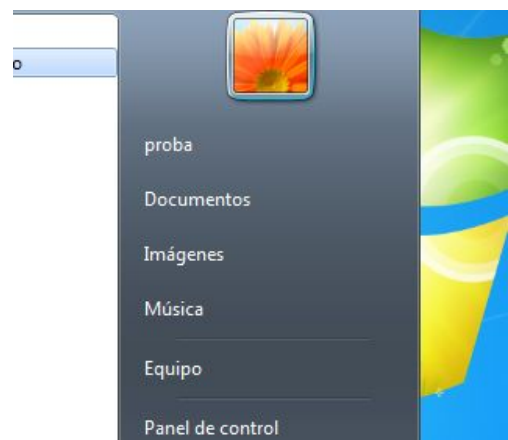 o
proba
Documentos
Imágenes
Música
Equipo
Panel de control